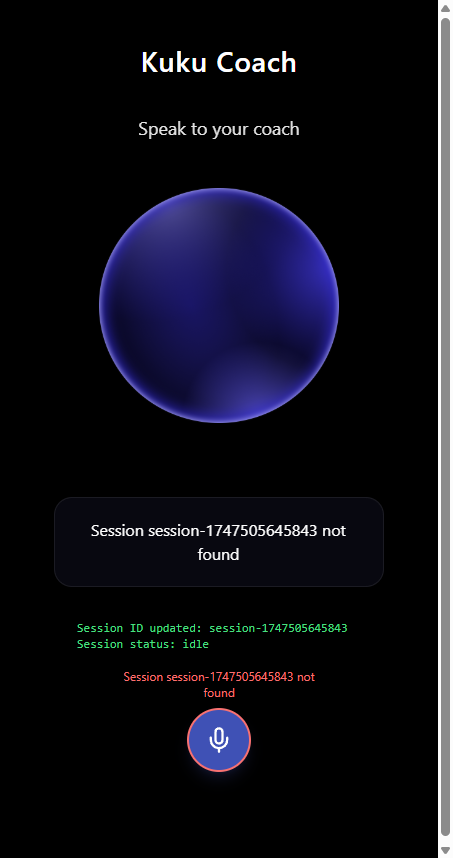 Kuku Coach
Speak to your coach
Session session-1747505645843 not
found
Session ID updated: session-1747505645843
Session status: idle
Session session-1747505645843 not
found